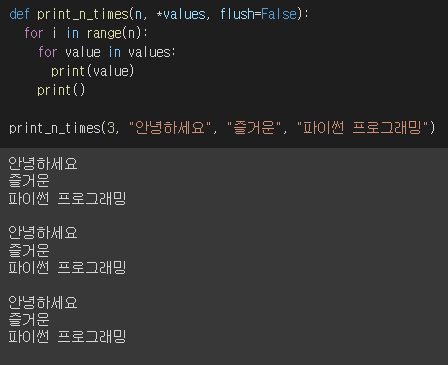 def print_n_times(n, *values, flush=False):
  for i in range(n):
    for value in values:
      print(value)
    print()

print_n_times(3, "안녕하세요", "즐거운", "파이썬 프로그래밍")
안녕하세요
즐거운
파이썬 프로그래밍

안녕하세요
즐거운
파이썬 프로그래밍

안녕하세요
즐거운
파이썬 프로그래밍